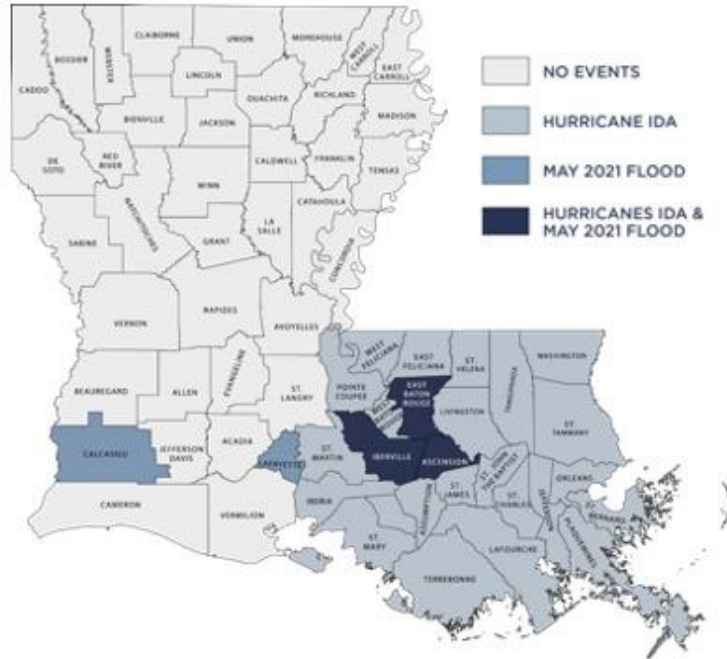 CLAIBORNE
UNION
MOREHOUSE
WEST
CARROLL
EAST
CARROLL
BOSSIER
WEBSTER
CADDO
LINCOLN
OUACHITA
RICHLAND
MADISON
BIENVILLE
JACKSON
DE
SOTO
RED
RIVER
CALDWELL
FRANKLIN
TENSAS
WINN
NATCHITOCHES
CATAHOULA
LA
SALLE
SABINE
GRANT
CONCORDIA
VERNON
RAPIDES
AVOYELLES
BEAUREGARD
ALLEN
EVANGELINE
ST.
LANDRY
POINTE
COUPEE
WEST
FELICIANA
EAST
FELICIANA
ST.
HELENA
TANGIPAHOA
WASHINGTON
WEST
BATON
ROUGE
EAST
BATON
ROUGE
LIVINGSTON
ST.
TAMMANY
CALCASIEU
JEFFERSON
DAVIS
ACADIA
LAFAYETTE
ST.
MARTIN
IBERVILLE
ASCENSION
ST. JOHN
THE BAPTIST
CAMERON
VERMILION
IBERIA
ST.
MARY
ASSUMPTION
ST.
JAMES
ST.
CHARLES
JEFFERSON
ORLEANS
ST.
BERNARD
PLAQUEMINES
LAFOURCHE
TERREBONNE
NO EVENTS
HURRICANE IDA
MAY 2021 FLOOD
HURRICANES IDA &
MAY 2021 FLOOD